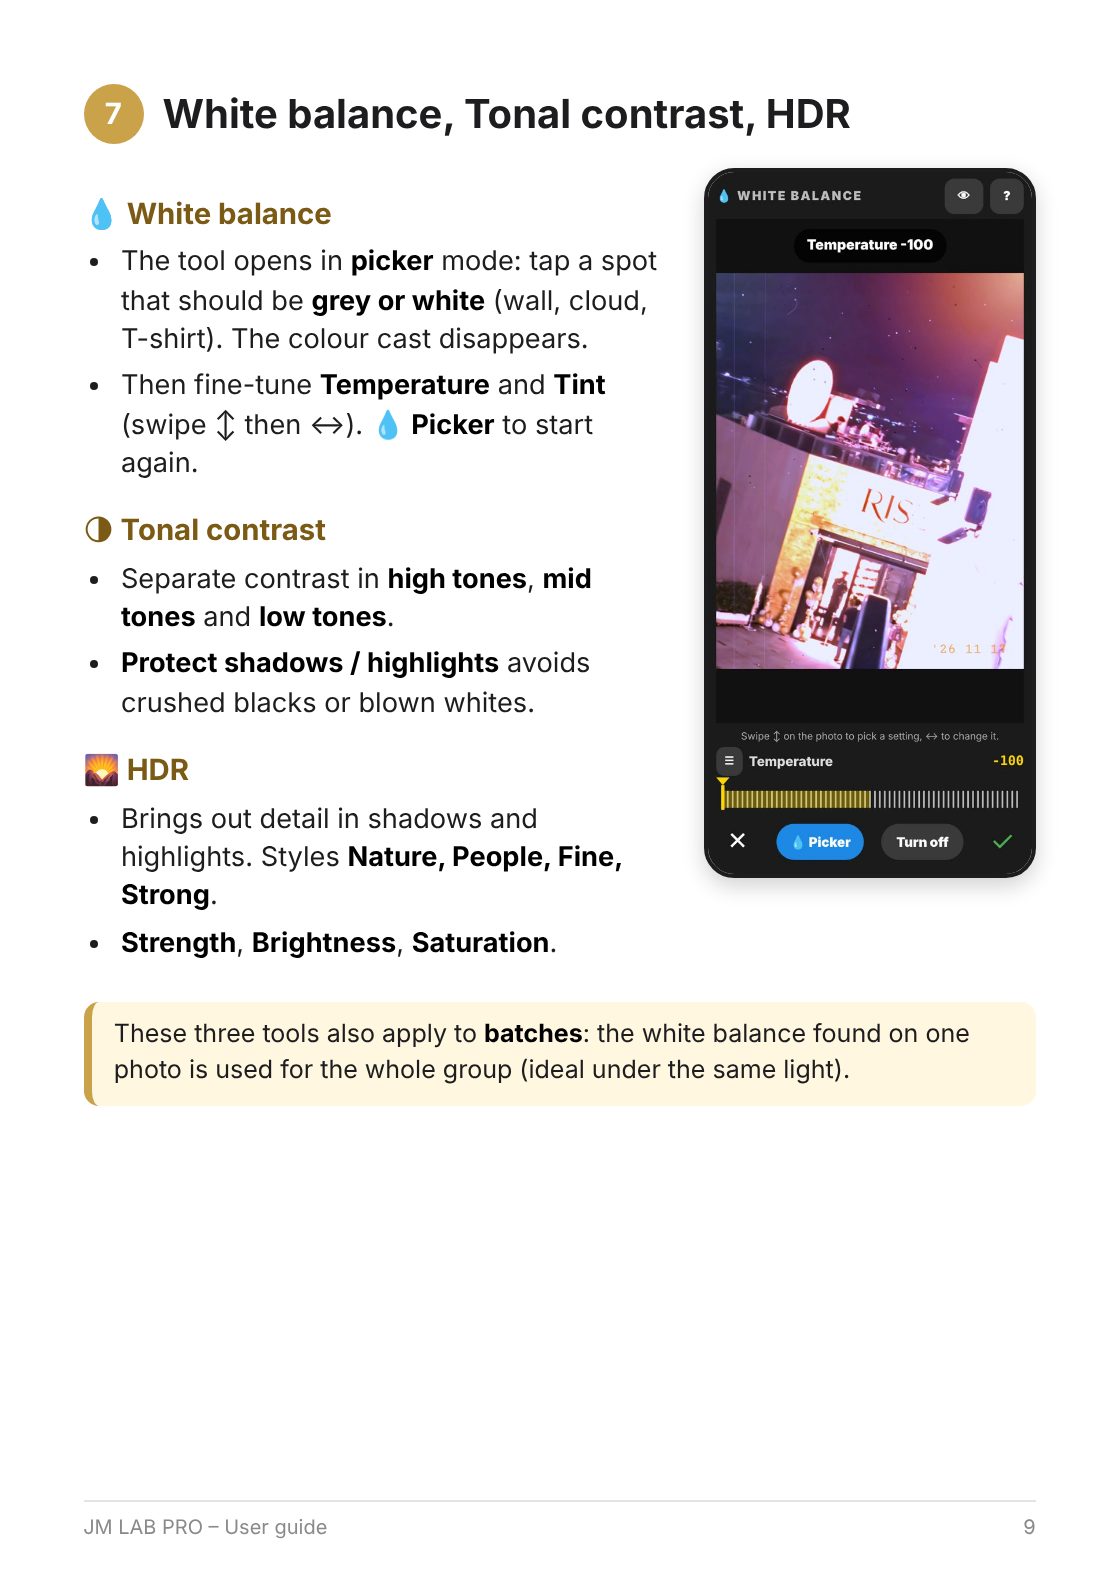 7 White balance, Tonal contrast, HDR
💧 White balance
• The tool opens in picker mode: tap a spot
that should be grey or white (wall, cloud,
T-shirt). The colour cast disappears.
• Then fine-tune Temperature and Tint
(swipe ↕ then ↔). 💧 Picker to start
again.
◑ Tonal contrast
• Separate contrast in high tones, mid
tones and low tones.
• Protect shadows / highlights avoids
crushed blacks or blown whites.
🌄 HDR
• Brings out detail in shadows and
highlights. Styles Nature, People, Fine,
Strong.
• Strength, Brightness, Saturation.
💧 WHITE BALANCE
?
Temperature -100
RIS
'26 11 1
Swipe ↕ on the photo to pick a setting, ↔ to change it.
☰ Temperature -100
✕ 💧 Picker Turn off ✓
These three tools also apply to batches: the white balance found on one
photo is used for the whole group (ideal under the same light).
JM LAB PRO – User guide 9